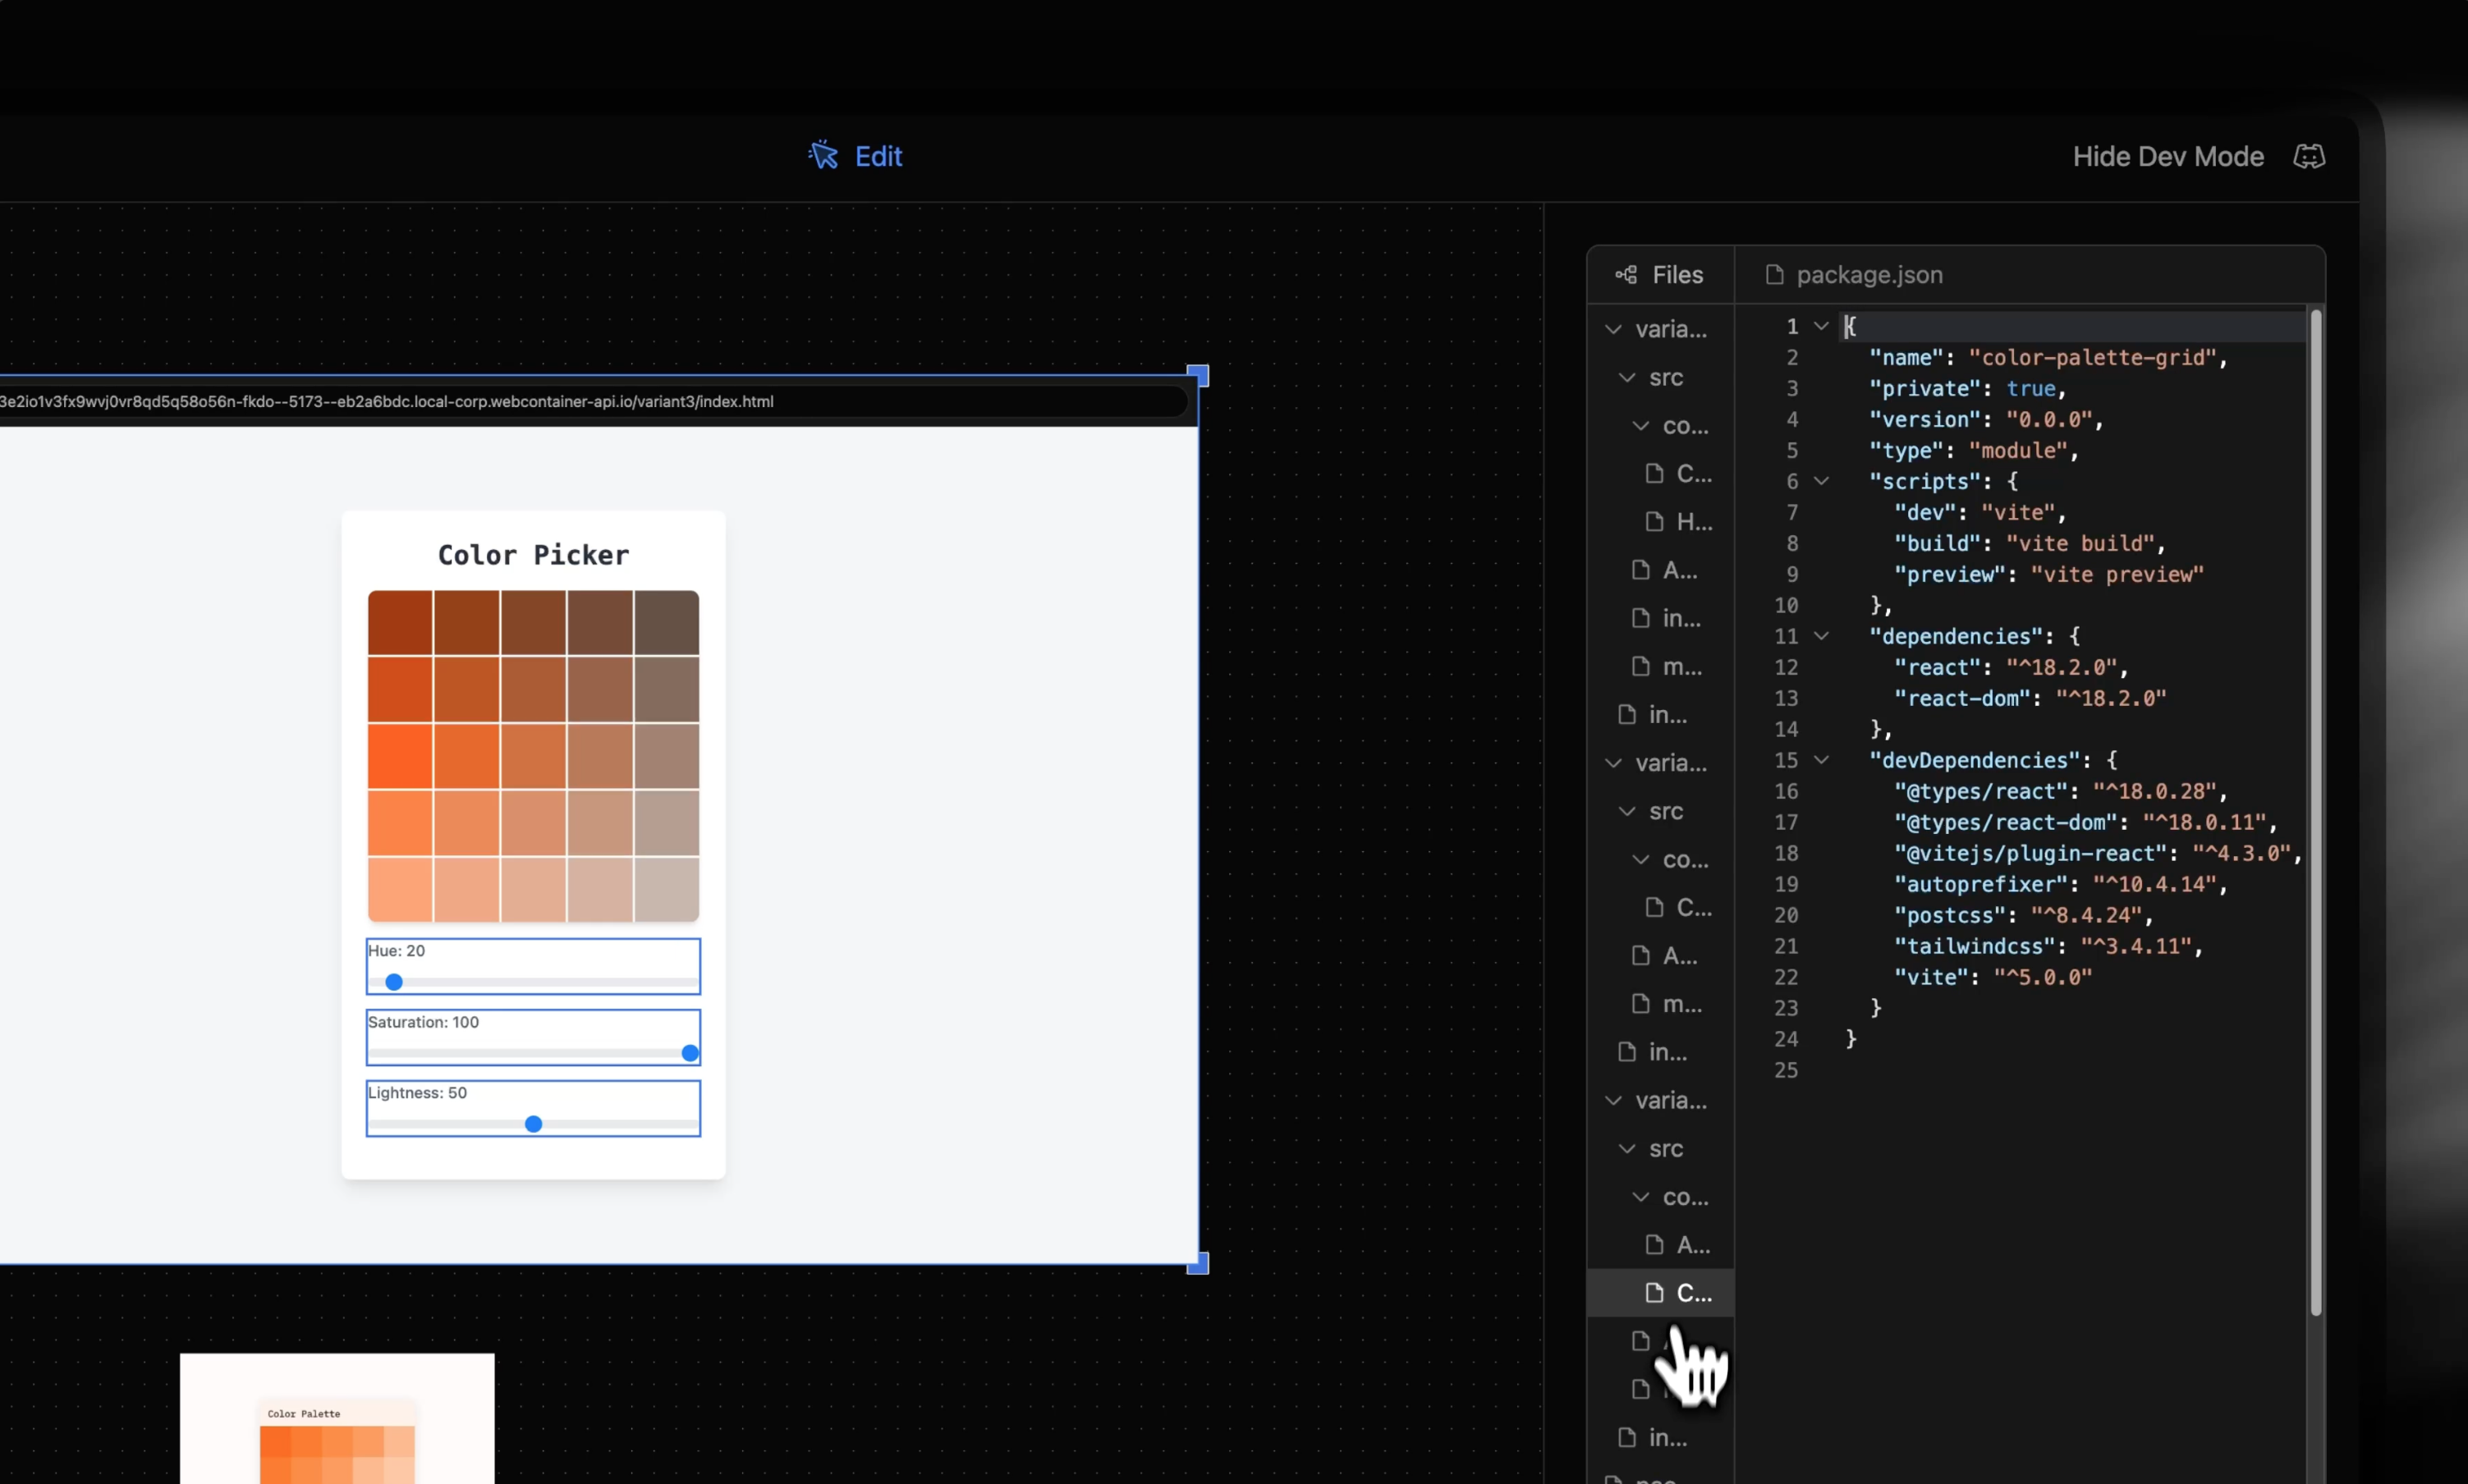 Edit
Hide Dev Mode
3e2io1v3fx9wvj0vr8qd5q58o56n-fkdo--5173--eb2a6bdc.local-corp.webcontainer-api.io/variant3/index.html
Color Picker
Hue: 20
Saturation: 100
Lightness: 50
Color Palette
Files
varia...
src
co...
C...
H...
A...
in...
m...
in...
varia...
src
co...
C...
A...
m...
in...
varia...
src
co...
A...
C...
in...
package.json
1 {
2 "name": "color-palette-grid",
3 "private": true,
4 "version": "0.0.0",
5 "type": "module",
6 "scripts": {
7 "dev": "vite",
8 "build": "vite build",
9 "preview": "vite preview"
10 },
11 "dependencies": {
12 "react": "^18.2.0",
13 "react-dom": "^18.2.0"
14 },
15 "devDependencies": {
16 "@types/react": "^18.0.28",
17 "@types/react-dom": "^18.0.11",
18 "@vitejs/plugin-react": "^4.3.0",
19 "autoprefixer": "^10.4.14",
20 "postcss": "^8.4.24",
21 "tailwindcss": "^3.4.11",
22 "vite": "^5.0.0"
23 }
24 }
25